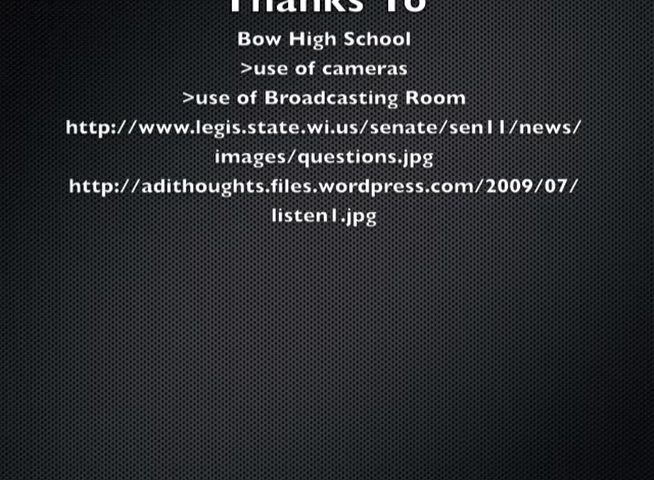 Thanks To
Bow High School
>use of cameras
>use of Broadcasting Room
http://www.legis.state.wi.us/senate/sen11/news/
images/questions.jpg
http://adithoughts.files.wordpress.com/2009/07/
listen1.jpg